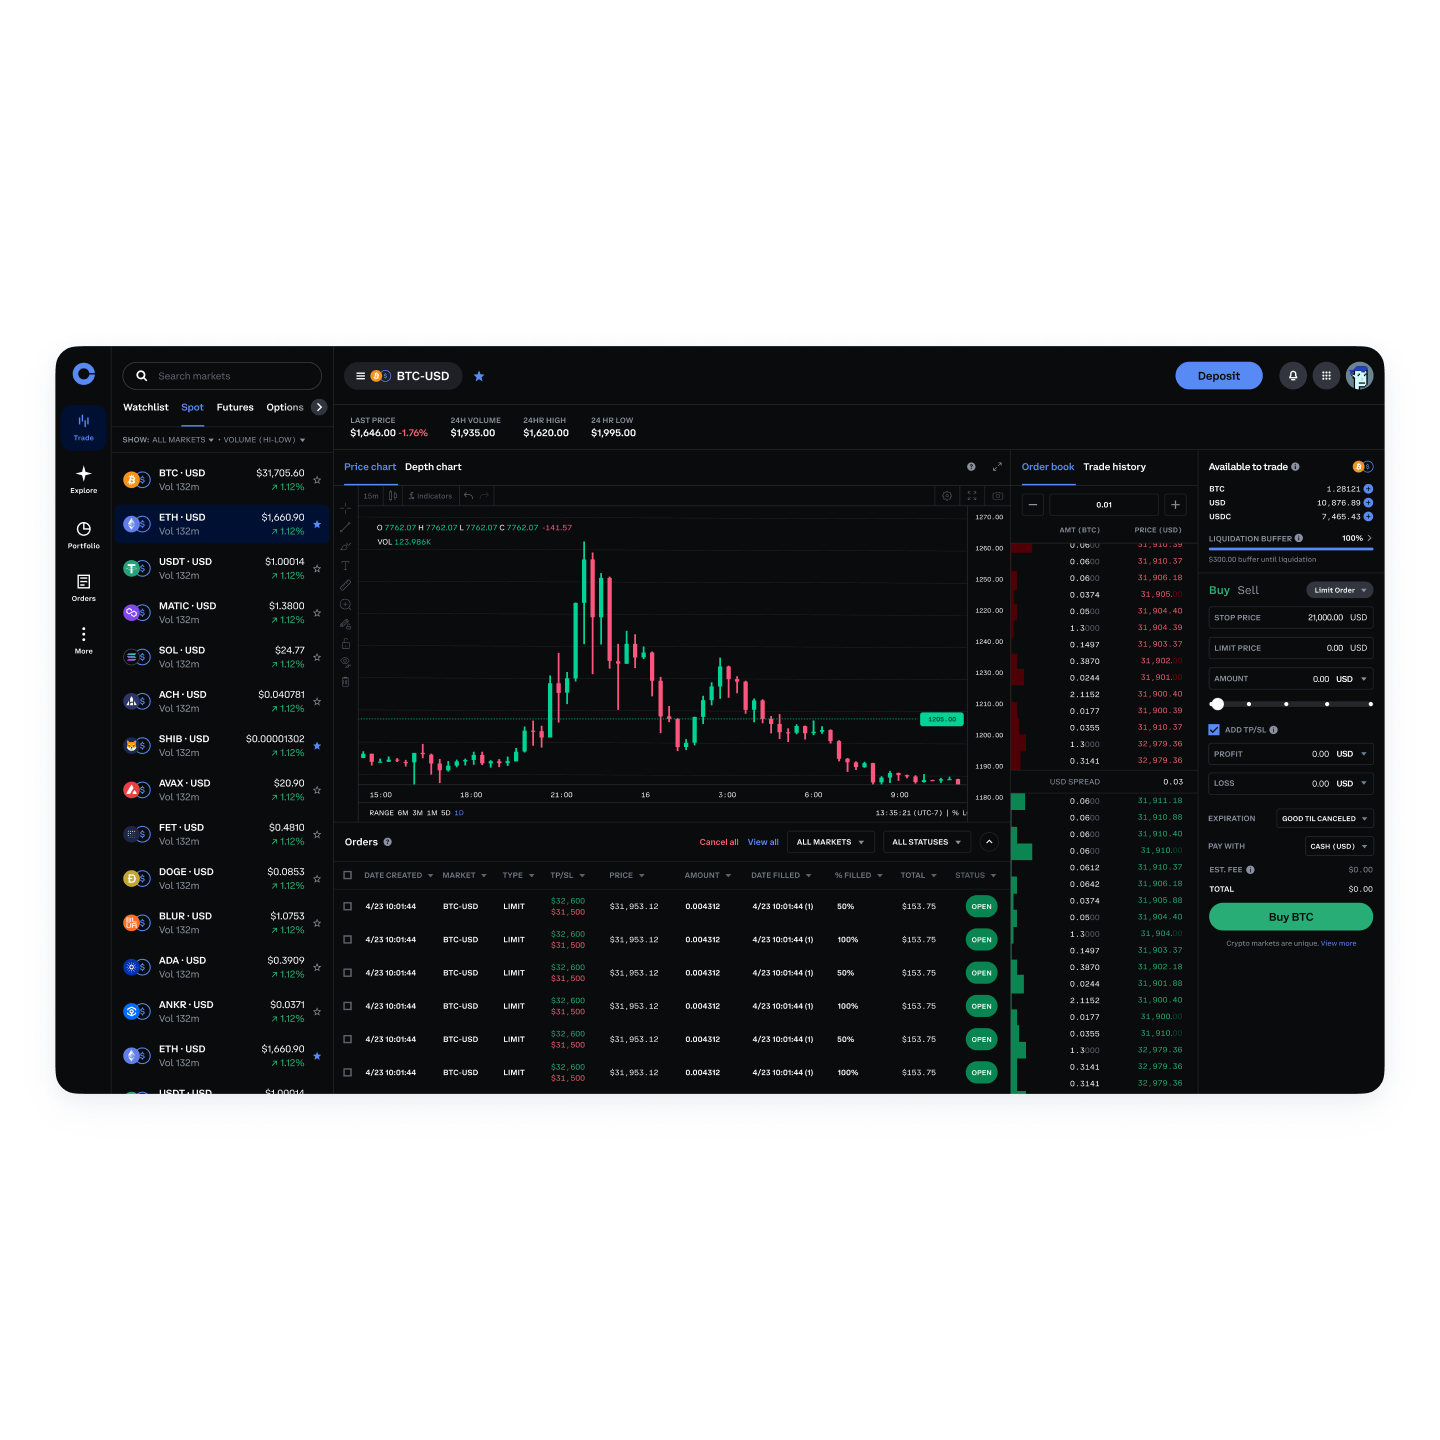 Trade
Explore
Portfolio
Orders
More
Search markets
Watchlist Spot Futures Options
SHOW: ALL MARKETS • VOLUME (HI-LOW)
BTC · USD $31,705.60
Vol 132m ↗ 1.12%
ETH · USD $1,660.90
Vol 132m ↗ 1.12%
USDT · USD $1.00014
Vol 132m ↗ 1.12%
MATIC · USD $1.3800
Vol 132m ↗ 1.12%
SOL · USD $24.77
Vol 132m ↗ 1.12%
ACH · USD $0.040781
Vol 132m ↗ 1.12%
SHIB · USD $0.00001302
Vol 132m ↗ 1.12%
AVAX · USD $20.90
Vol 132m ↗ 1.12%
FET · USD $0.4810
Vol 132m ↗ 1.12%
DOGE · USD $0.0853
Vol 132m ↗ 1.12%
BLUR · USD $1.0753
Vol 132m ↗ 1.12%
ADA · USD $0.3909
Vol 132m ↗ 1.12%
ANKR · USD $0.0371
Vol 132m ↗ 1.12%
ETH · USD $1,660.90
Vol 132m ↗ 1.12%
USDT · USD $1.00014
BTC-USD
Deposit
LAST PRICE 24H VOLUME 24HR HIGH 24 HR LOW
$1,646.00 -1.76% $1,935.00 $1,620.00 $1,995.00
Price chart Depth chart
15m Indicators
O 7762.07 H 7762.07 L 7762.07 C 7762.07 -141.57
VOL 123.986K
1270.00
1260.00
1250.00
1220.00
1240.00
1230.00
1210.00
1205.00
1200.00
1190.00
1180.00
15:00 18:00 21:00 16 3:00 6:00 9:00
RANGE 6M 3M 1M 5D 1D 13:35:21 (UTC-7) | %
Orders Cancel all View all ALL MARKETS ALL STATUSES
DATE CREATED MARKET TYPE TP/SL PRICE AMOUNT DATE FILLED % FILLED TOTAL STATUS
4/23 10:01:44 BTC-USD LIMIT $32,600 $31,500 $31,953.12 0.004312 4/23 10:01:44 (1) 50% $153.75 OPEN
4/23 10:01:44 BTC-USD LIMIT $32,600 $31,500 $31,953.12 0.004312 4/23 10:01:44 (1) 100% $153.75 OPEN
4/23 10:01:44 BTC-USD LIMIT $32,600 $31,500 $31,953.12 0.004312 4/23 10:01:44 (1) 50% $153.75 OPEN
4/23 10:01:44 BTC-USD LIMIT $32,600 $31,500 $31,953.12 0.004312 4/23 10:01:44 (1) 100% $153.75 OPEN
4/23 10:01:44 BTC-USD LIMIT $32,600 $31,500 $31,953.12 0.004312 4/23 10:01:44 (1) 50% $153.75 OPEN
4/23 10:01:44 BTC-USD LIMIT $32,600 $31,500 $31,953.12 0.004312 4/23 10:01:44 (1) 100% $153.75 OPEN
Order book Trade history
0.01
AMT (BTC) PRICE (USD)
0.0600 31,910.39
0.0600 31,910.37
0.0600 31,906.18
0.0374 31,905.00
0.0500 31,904.40
1.3000 31,904.39
0.1497 31,903.37
0.3870 31,902.00
0.0244 31,901.00
2.1152 31,900.40
0.0177 31,900.39
0.0355 31,910.37
1.3000 32,979.36
0.3141 32,979.36
USD SPREAD 0.03
0.0600 31,911.18
0.0600 31,910.88
0.0600 31,910.40
0.0600 31,910.00
0.0612 31,910.37
0.0642 31,906.18
0.0374 31,905.88
0.0500 31,904.40
1.3000 31,904.00
0.1497 31,903.37
0.3870 31,902.18
0.0244 31,901.88
2.1152 31,900.40
0.0177 31,900.00
0.0355 31,910.00
1.3000 32,979.36
0.3141 32,979.36
0.3141 32,979.36
Available to trade
BTC 1.28121
USD 10,876.89
USDC 7,465.43
LIQUIDATION BUFFER 100%
$300.00 buffer until liquidation
Buy Sell Limit Order
STOP PRICE 21,000.00 USD
LIMIT PRICE 0.00 USD
AMOUNT 0.00 USD
ADD TP/SL
PROFIT 0.00 USD
LOSS 0.00 USD
EXPIRATION GOOD TIL CANCELED
PAY WITH CASH (USD)
EST. FEE $0.00
TOTAL $0.00
Buy BTC
Crypto markets are unique. View more